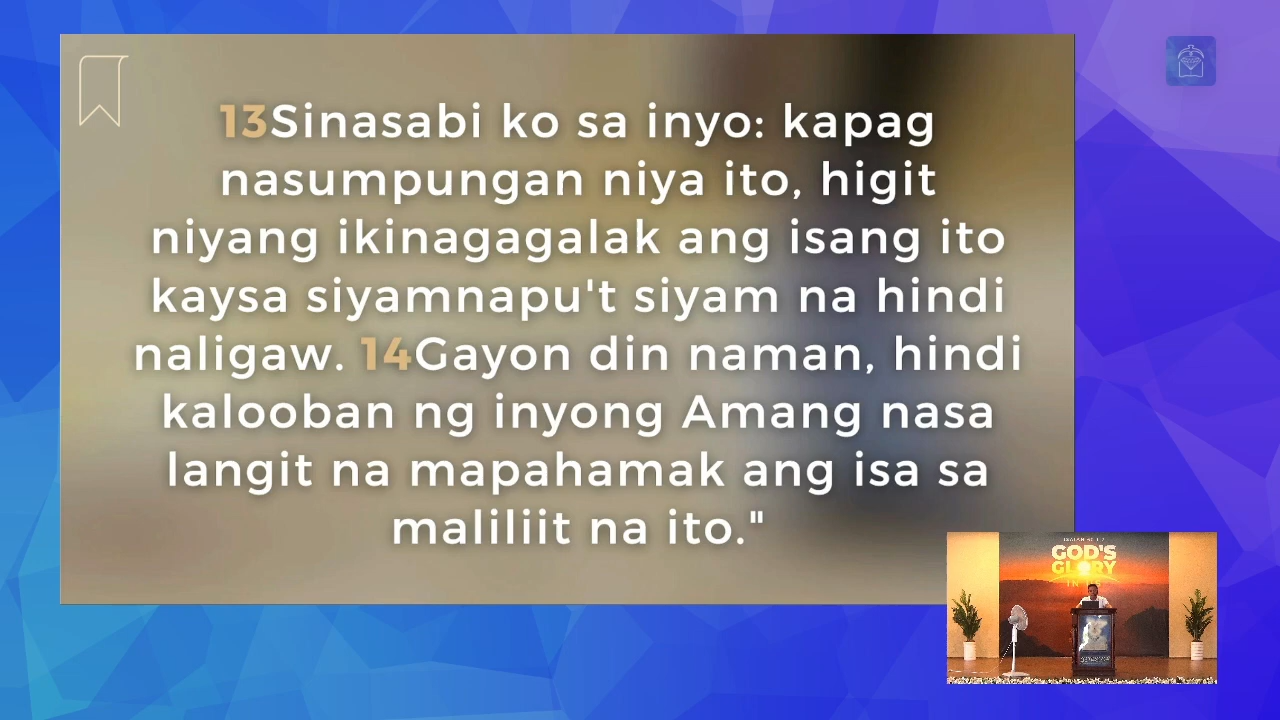 13Sinasabi ko sa inyo: kapag
nasumpungan niya ito, higit
niyang ikinagagalak ang isang ito
kaysa siyamnapu't siyam na hindi
naligaw. 14Gayon din naman, hindi
kalooban ng inyong Amang nasa
langit na mapahamak ang isa sa
maliliit na ito."
GOD'S
GLORY